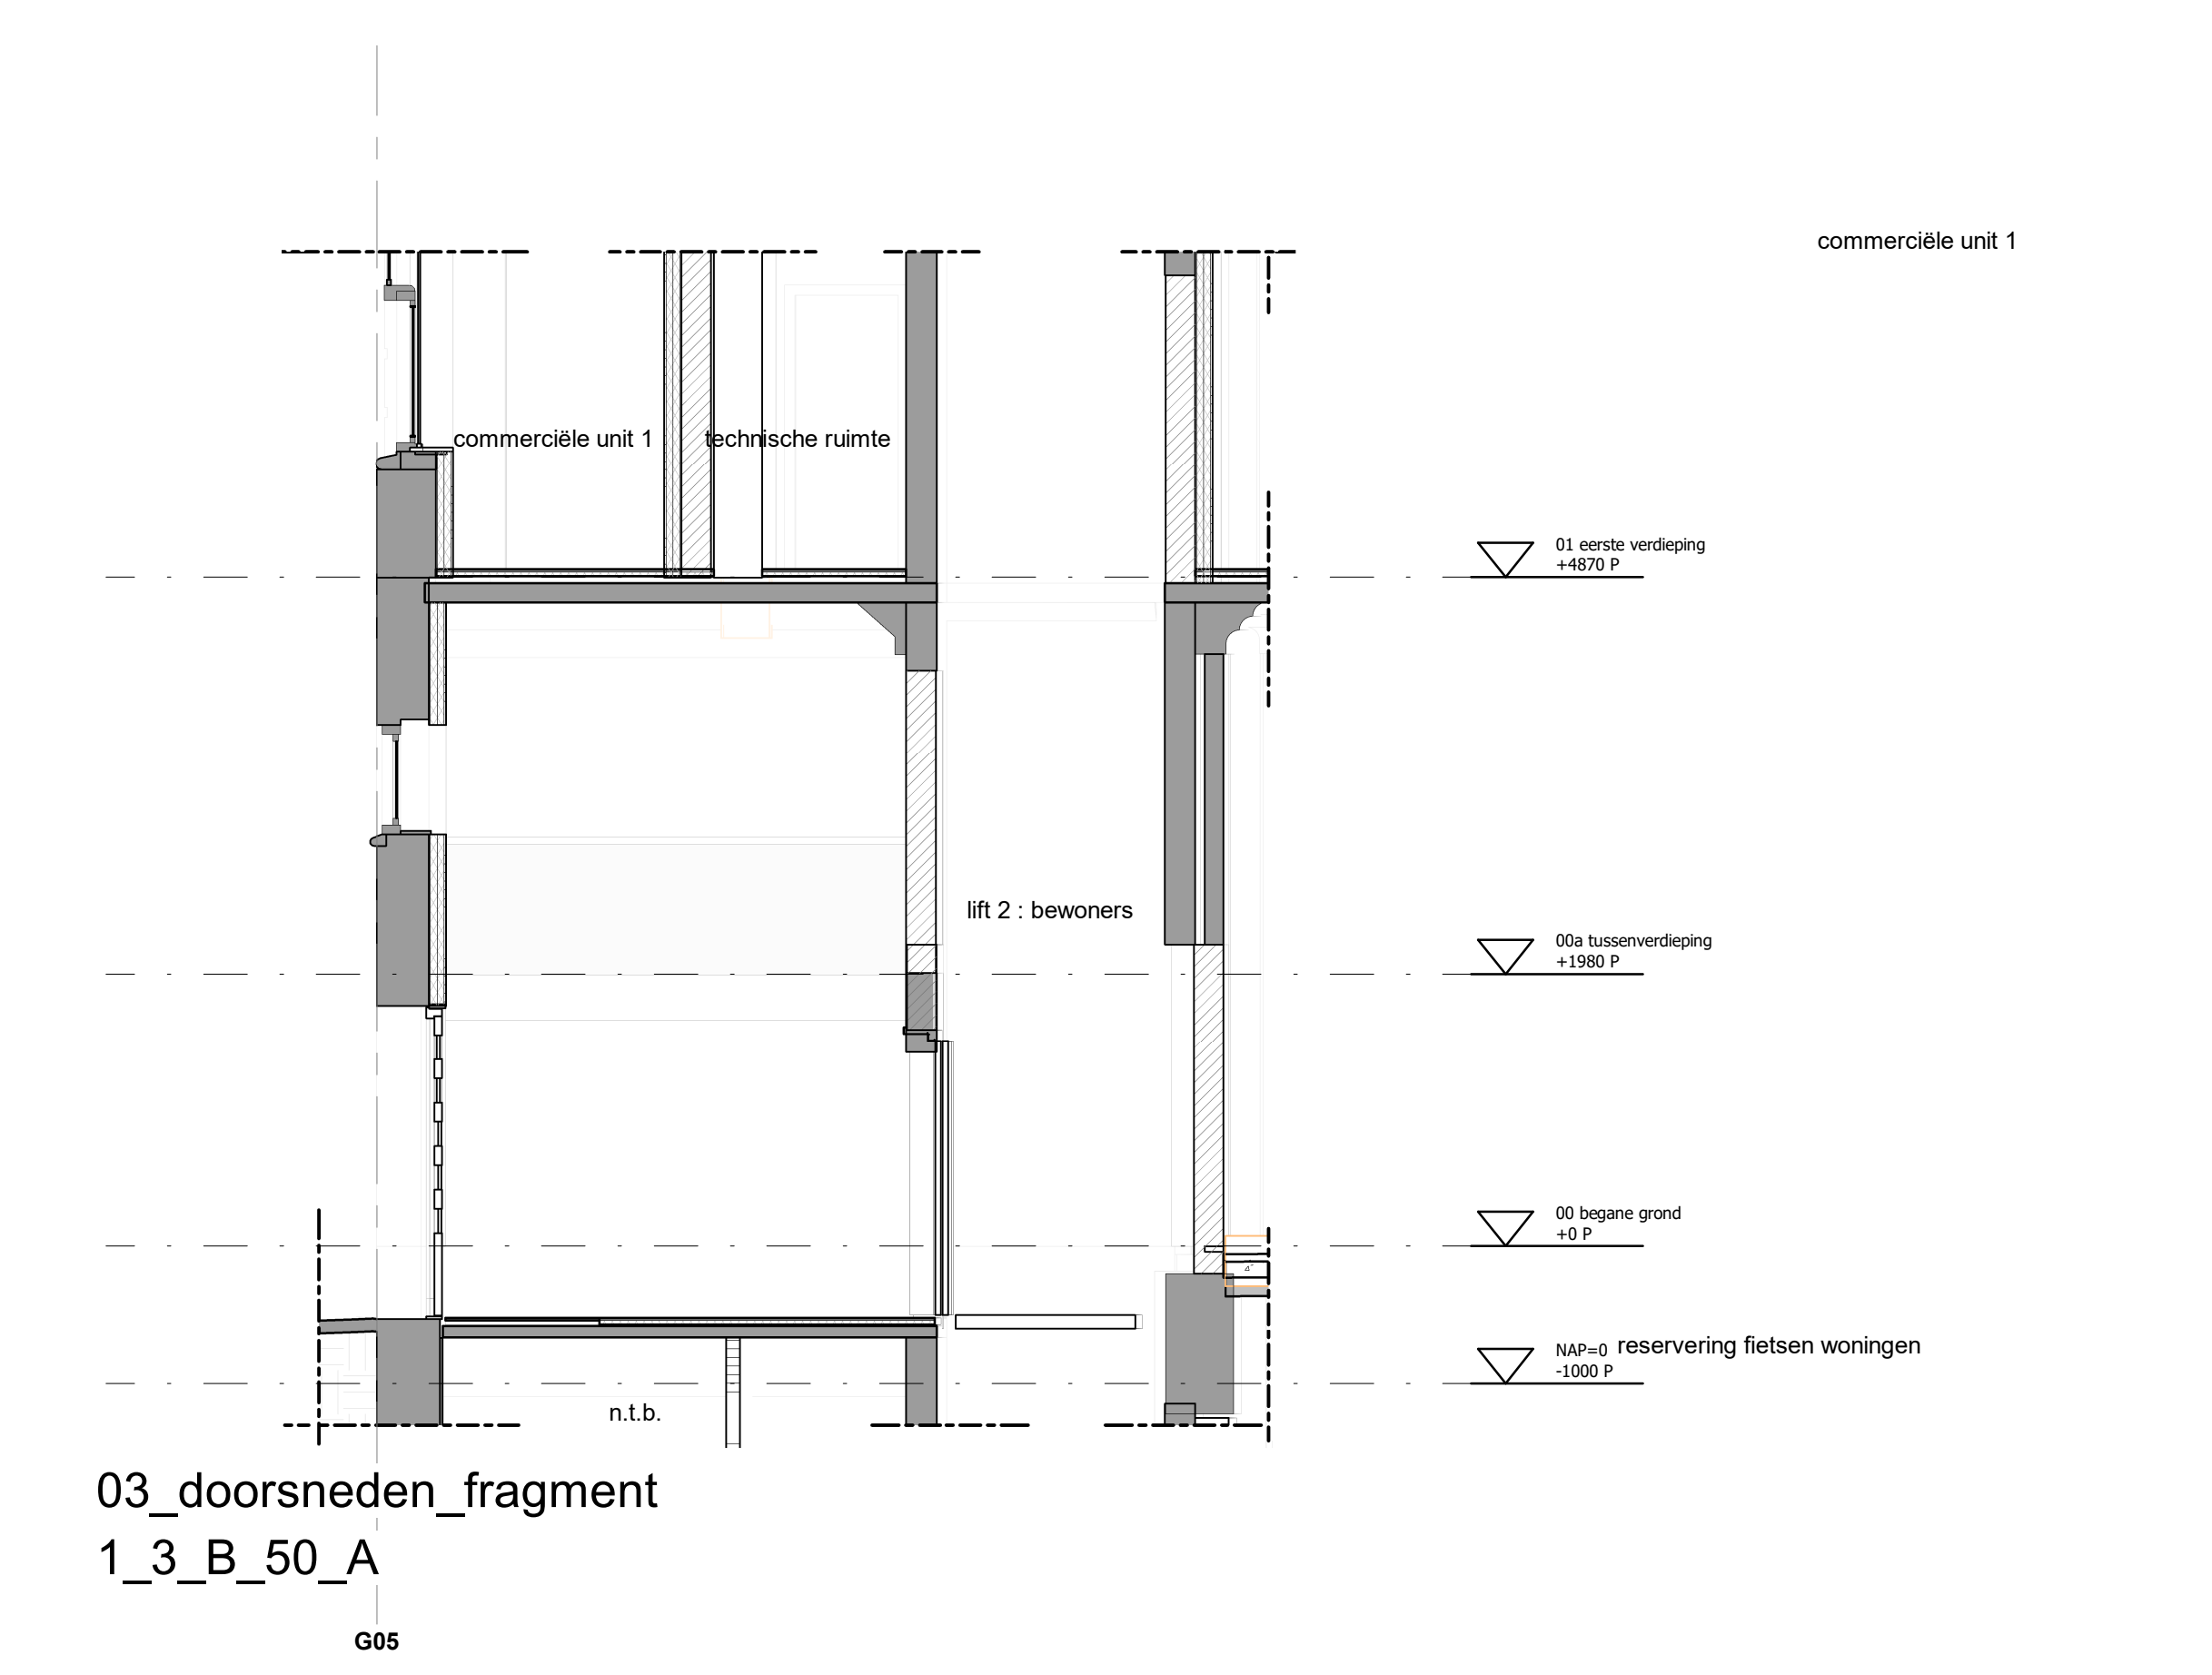 commerciële unit 1
commerciële unit 1
technische ruimte
01 eerste verdieping
+4870 P
lift 2 : bewoners
00a tussenverdieping
+1980 P
00 begane grond
+0 P
NAP=0
-1000 P
reservering fietsen woningen
n.t.b.
03_doorsneden_fragment
1_3_B_50_A
G05